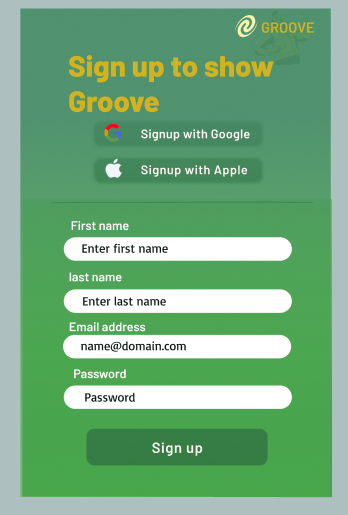 GROOVE
Sign up to show
Groove
Signup with Google
Signup with Apple
First name
Enter first name
last name
Enter last name
Email address
name@domain.com
Password
Password
Sign up